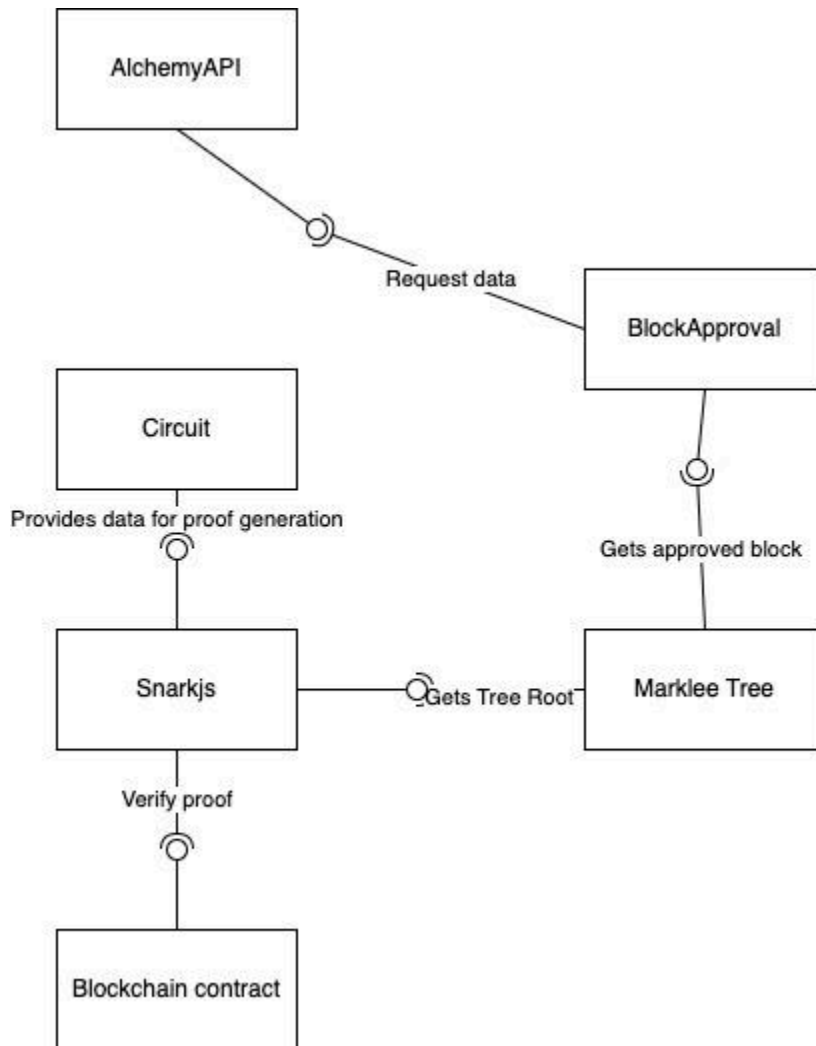 AlchemyAPI
Request data
BlockApproval
Circuit
Provides data for proof generation
Gets approved block
Snarkjs
Gets Tree Root
Marklee Tree
Verify proof
Blockchain contract